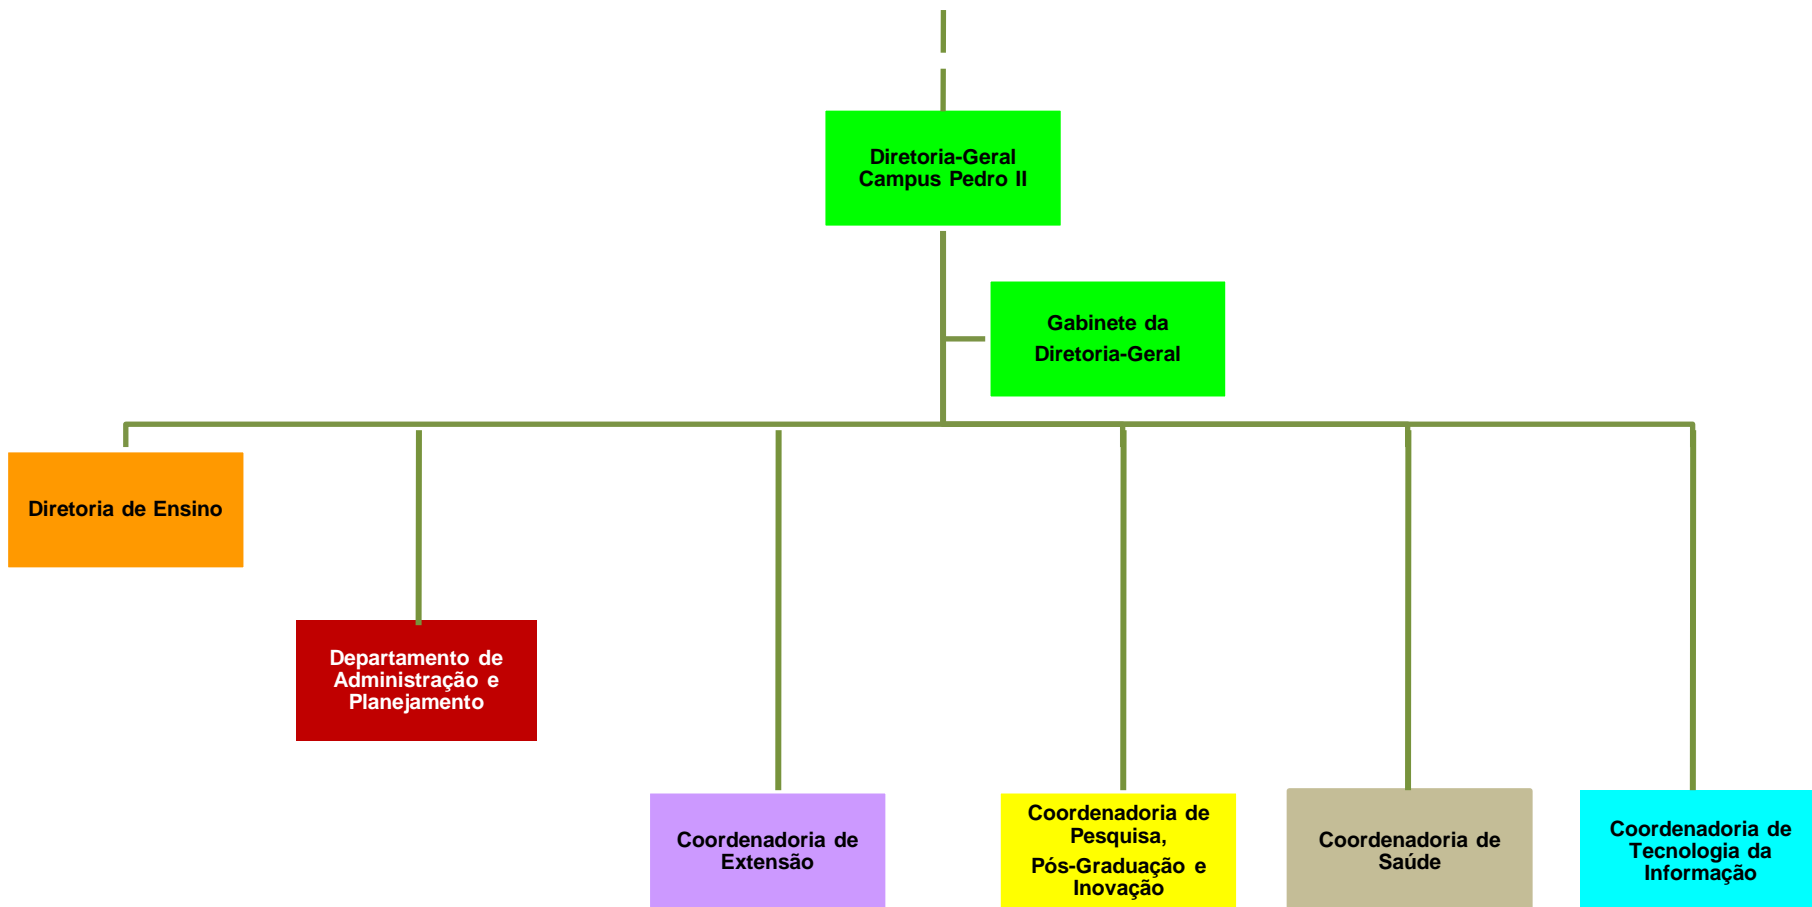 Diretoria-Geral
Campus Pedro II
Gabinete da
Diretoria-Geral
Diretoria de Ensino
Departamento de
Administração e
Planejamento
Coordenadoria de
Extensão
Coordenadoria de
Pesquisa,
Pós-Graduação e
Inovação
Coordenadoria de
Saúde
Coordenadoria de
Tecnologia da
Informação